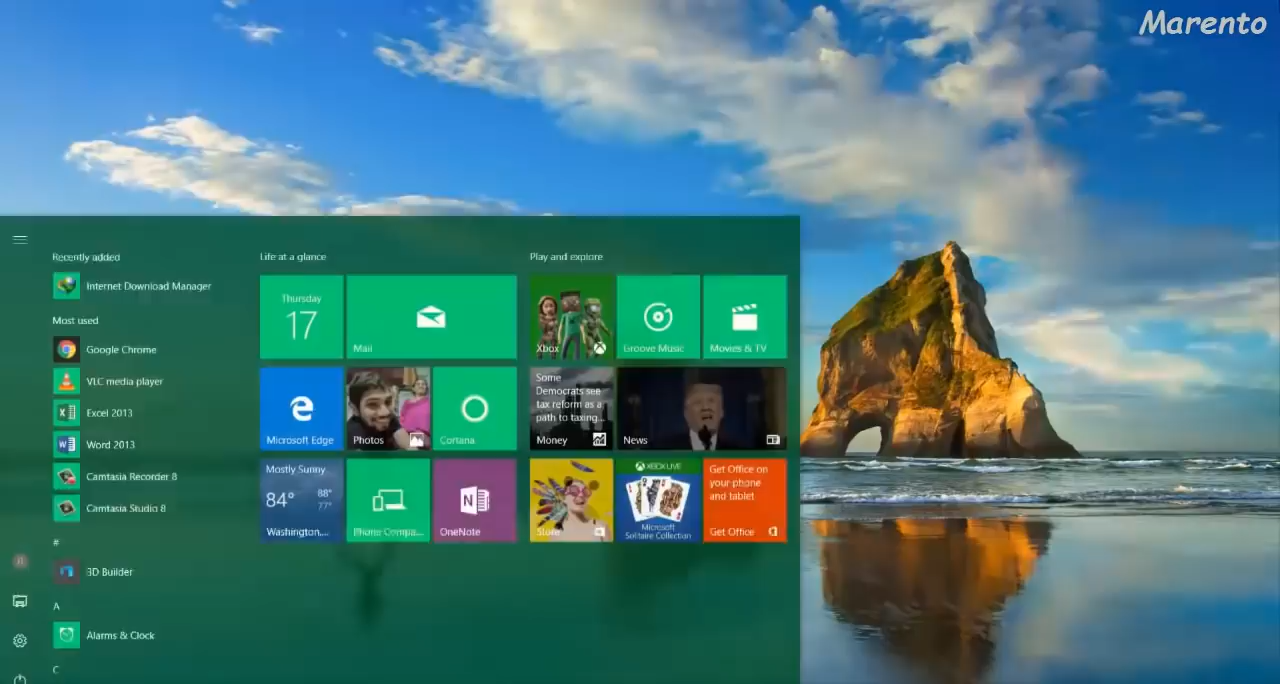 Marento
Recently added
Internet Download Manager
Most used
Google Chrome
VLC media player
Excel 2013
Word 2013
Camtasia Recorder 8
Camtasia Studio 8
#
3D Builder
A
Alarms & Clock
C
Life at a glance
Thursday
17
Mail
Microsoft Edge
Photos
Cortana
Mostly Sunny
84°
88°
77°
Washington,...
Phone Compa...
OneNote
Play and explore
Xbox
Groove Music
Movies & TV
Some
Democrats see
tax reform as a
path to taxing...
Money
News
Store
XBOX LIVE
Microsoft
Solitaire Collection
Get Office on
your phone
and tablet
Get Office